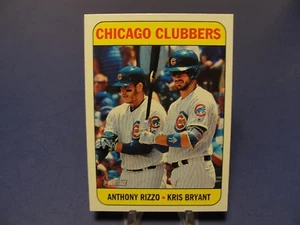 CHICAGO CLUBBERS
ANTHONY RIZZO • KRIS BRYANT